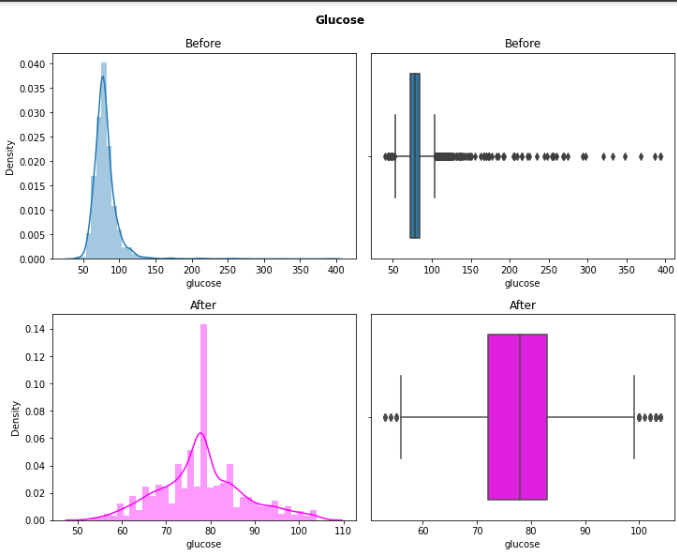 Glucose
Before
Before
0.040
0.035
0.030
0.025
0.020
0.015
0.010
0.005
0.000
Density
50 100 150 200 250 300 350 400
glucose
50 100 150 200 250 300 350 400
glucose
After
After
0.14
0.12
0.10
0.08
0.06
0.04
0.02
0.00
Density
50 60 70 80 90 100 110
glucose
60 70 80 90 100
glucose